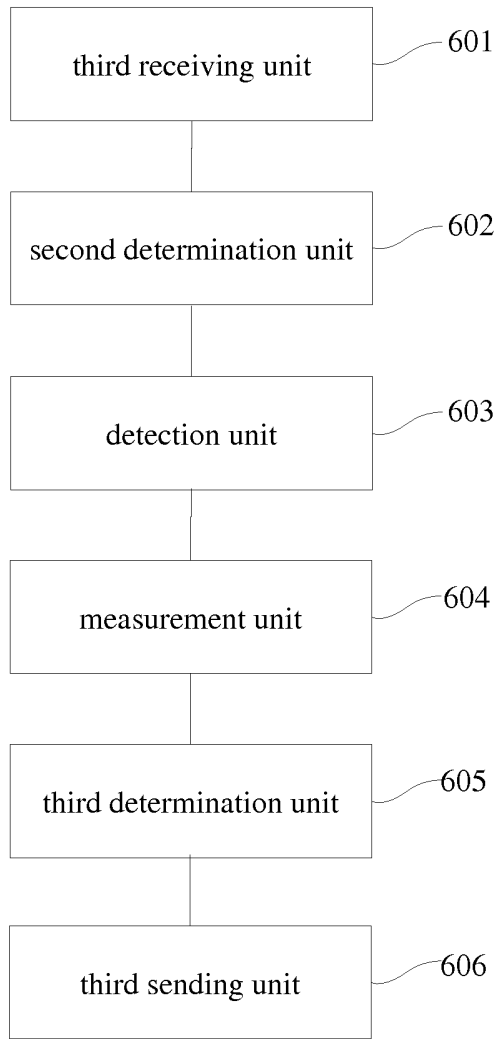 third receiving unit
601
second determination unit
602
detection unit
603
measurement unit
604
third determination unit
605
third sending unit
606